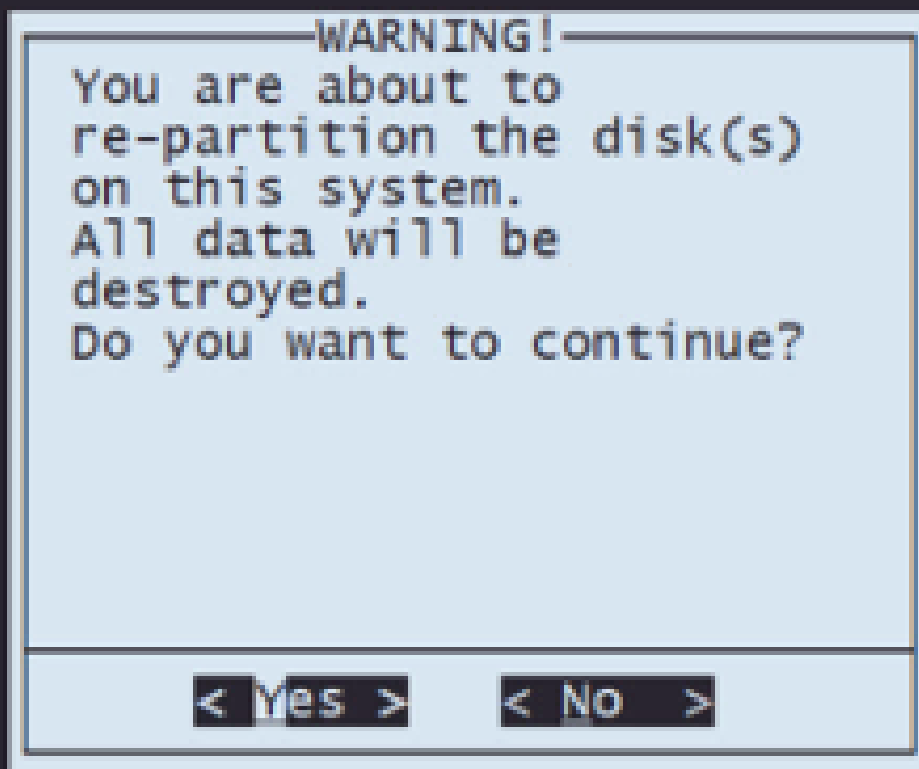 WARNING!
You are about to
re-partition the disk(s)
on this system.
All data will be
destroyed.
Do you want to continue?
< Yes > < No >